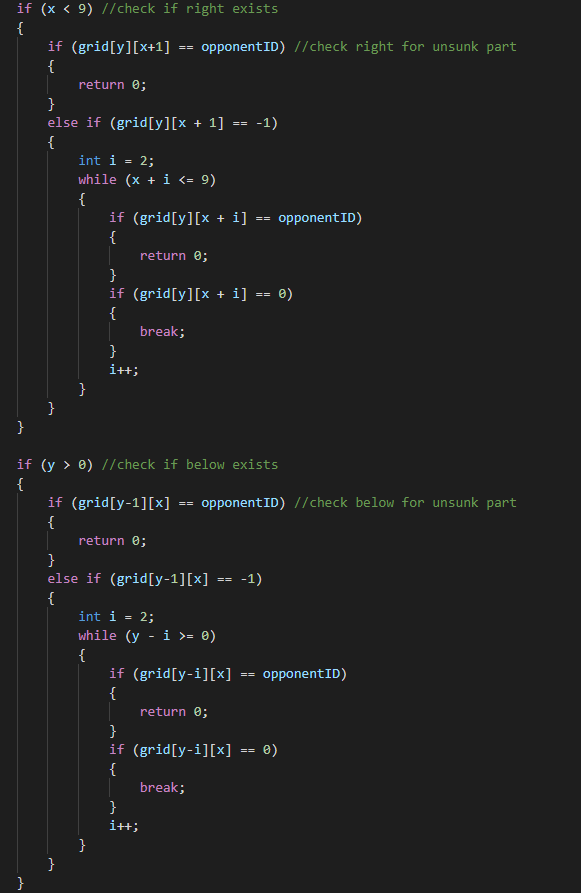 if (x < 9) //check if right exists
{
    if (grid[y][x+1] == opponentID) //check right for unsunk part
    {
        return 0;
    }
    else if (grid[y][x + 1] == -1)
    {
        int i = 2;
        while (x + i <= 9)
        {
            if (grid[y][x + i] == opponentID)
            {
                return 0;
            }
            if (grid[y][x + i] == 0)
            {
                break;
            }
            i++;
        }
    }
}

if (y > 0) //check if below exists
{
    if (grid[y-1][x] == opponentID) //check below for unsunk part
    {
        return 0;
    }
    else if (grid[y-1][x] == -1)
    {
        int i = 2;
        while (y - i >= 0)
        {
            if (grid[y-i][x] == opponentID)
            {
                return 0;
            }
            if (grid[y-i][x] == 0)
            {
                break;
            }
            i++;
        }
    }
}